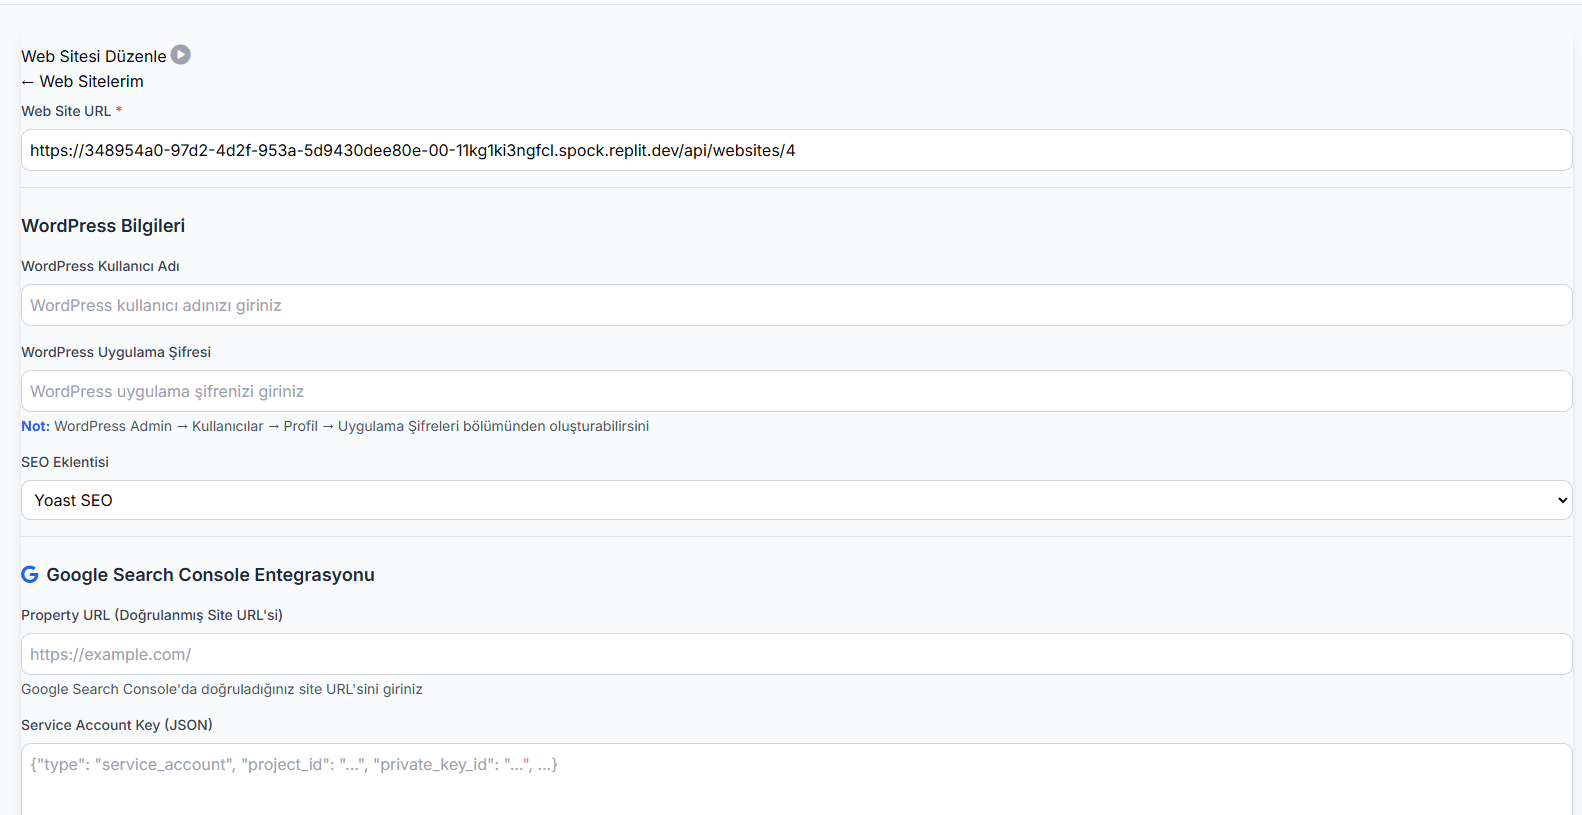 Web Sitesi Düzenle
← Web Sitelerim
Web Site URL *
https://348954a0-97d2-4d2f-953a-5d9430dee80e-00-11kg1ki3ngfcl.spock.replit.dev/api/websites/4
WordPress Bilgileri
WordPress Kullanıcı Adı
WordPress kullanıcı adınızı giriniz
WordPress Uygulama Şifresi
WordPress uygulama şifrenizi giriniz
Not: WordPress Admin → Kullanıcılar → Profil → Uygulama Şifreleri bölümünden oluşturabilirsini
SEO Eklentisi
Yoast SEO
Google Search Console Entegrasyonu
Property URL (Doğrulanmış Site URL'si)
https://example.com/
Google Search Console'da doğruladığınız site URL'sini giriniz
Service Account Key (JSON)
{"type": "service_account", "project_id": "...", "private_key_id": "...", ...}